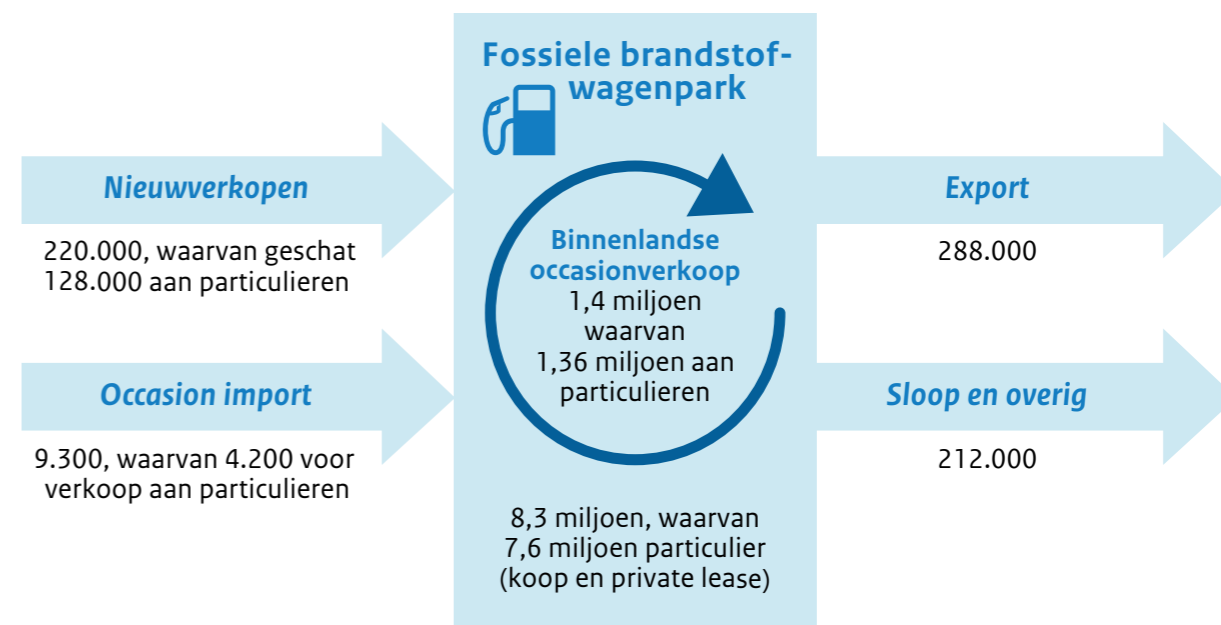 Fossiele brandstof-
wagenpark
Nieuwverkopen
220.000, waarvan geschat
128.000 aan particulieren
Occasion import
9.300, waarvan 4.200 voor
verkoop aan particulieren
Binnenlandse
occasionverkoop
1,4 miljoen
waarvan
1,36 miljoen aan
particulieren
8,3 miljoen, waarvan
7,6 miljoen particulier
(koop en private lease)
Export
288.000
Sloop en overig
212.000